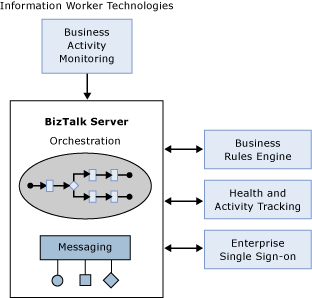 Information Worker Technologies
Business
Activity
Monitoring
BizTalk Server
Orchestration
Messaging
Business
Rules Engine
Health and
Activity Tracking
Enterprise
Single Sign-on